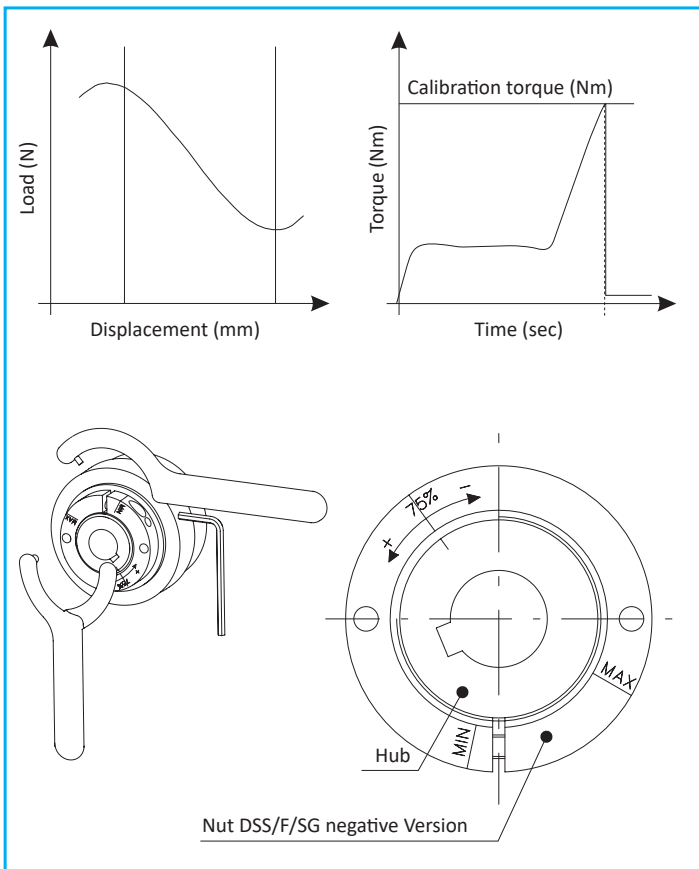 Load (N)
Displacement (mm)
Calibration torque (Nm)
Torque (Nm)
Time (sec)
MAX
+ 75% −
MAX
MIN
Hub
Nut DSS/F/SG negative Version